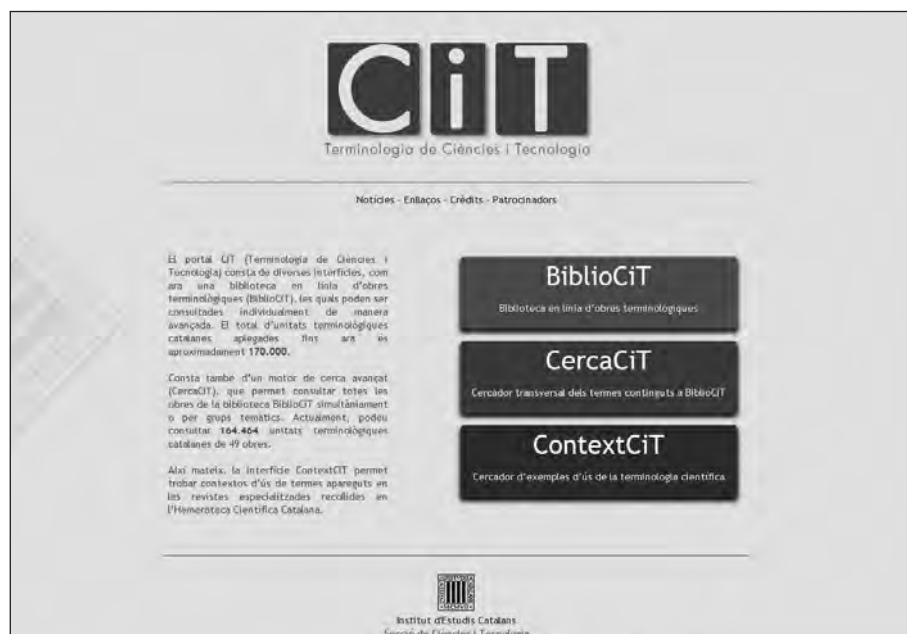 CiT
Terminologia de Ciències i Tecnologia
Notícies - Enllaços - Crèdits - Patrocinadors
El portal CiT (Terminologia de Ciències i
Tecnologia) consta de diverses interfícies, com
ara una biblioteca en línia d'obres
terminològiques (BiblioCiT), les quals poden ser
consultades individualment de manera
avançada. El total d'unitats terminològiques
catalanes aplegades fins ara és
aproximadament 170.000.
Consta també d'un motor de cerca avançat
(CercaCiT), que permet consultar totes les
obres de la biblioteca BiblioCiT simultàniament
o per grups temàtics. Actualment, podeu
consultar 164.464 unitats terminològiques
catalanes de 49 obres.
Així mateix, la interfície ContextCiT permet
trobar contextos d'ús de termes apareguts en
les revistes especialitzades recollides en
l'Hemeroteca Científica Catalana.
BiblioCiT
Biblioteca en línia d'obres terminològiques
CercaCiT
Cercador transversal dels termes continguts a BiblioCiT
ContextCiT
Cercador d'exemples d'ús de la terminologia científica
Institut d'Estudis Catalans
Secció de Ciències i Tecnologia